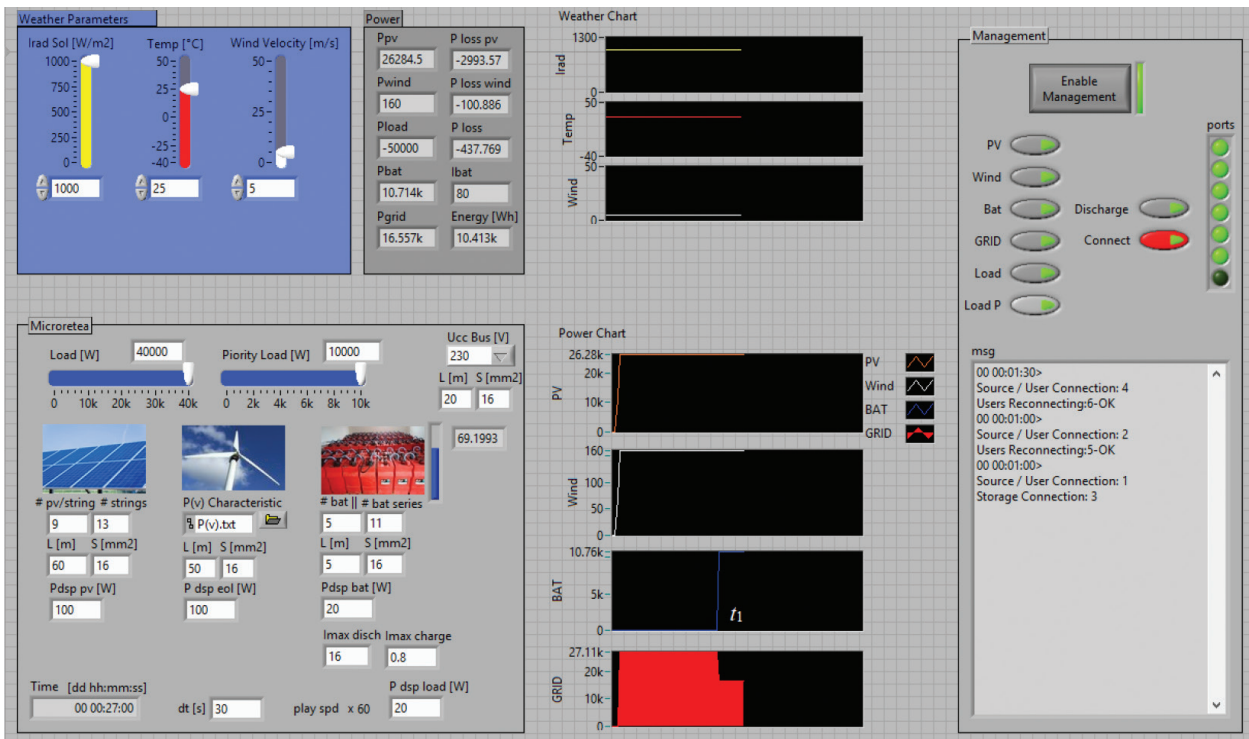 Weather Parameters
Irad Sol [W/m2] Temp [°C] Wind Velocity [m/s]
1000 50 50
750 25
500 0 25
250 -25
0 -40 0
1000 25 5
Power
Ppv P loss pv
26284.5 -2993.57
Pwind P loss wind
160 -100.886
Pload P loss
-50000 -437.769
Pbat Ibat
10.714k 80
Pgrid Energy [Wh]
16.557k 10.413k
Weather Chart
1300
Irad
0
50
Temp
-40
50
Wind
0
Management
Enable
Management
ports
PV
Wind
Bat Discharge
GRID Connect
Load
Load P
msg
00 00:01:30>
Source / User Connection: 4
Users Reconnecting:6-OK
00 00:01:00>
Source / User Connection: 2
Users Reconnecting:5-OK
00 00:01:00>
Source / User Connection: 1
Storage Connection: 3
Microretea
Load [W] 40000 Piority Load [W] 10000
0 10k 20k 30k 40k 0 2k 4k 6k 8k 10k
Ucc Bus [V]
230
L [m] S [mm2]
20 16
69.1993
# pv/string # strings
9 13
L [m] S [mm2]
60 16
Pdsp pv [W]
100
P(v) Characteristic
P(v).txt
L [m] S [mm2]
50 16
P dsp eol [W]
100
# bat || # bat series
5 11
L [m] S [mm2]
5 16
Pdsp bat [W]
20
Imax disch Imax charge
16 0.8
P dsp load [W]
20
Time [dd hh:mm:ss]
00 00:27:00
dt [s] 30
play spd x 60
Power Chart
26.28k
20k
PV
10k
0
160
100
Wind
50
0
10.76k
5k
BAT
0
t1
27.11k
20k
GRID
10k
0
PV
Wind
BAT
GRID